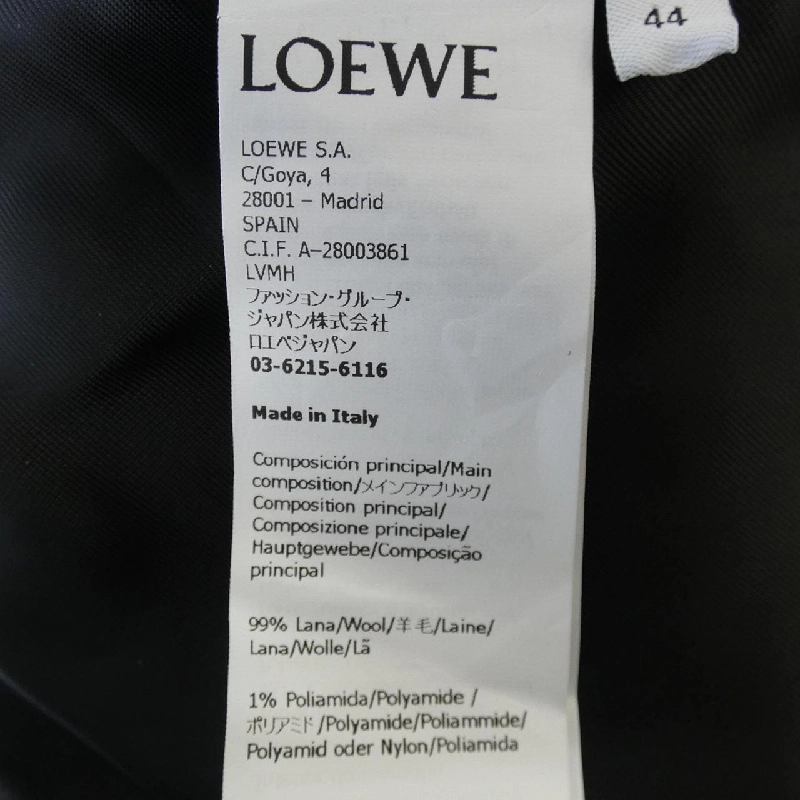 44
LOEWE
LOEWE S.A.
C/Goya, 4
28001 – Madrid
SPAIN
C.I.F. A-28003861
LVMH
ファッション・グループ・
ジャパン株式会社
ロエベジャパン
03-6215-6116
Made in Italy
Composición principal/Main
composition/メインファブリック/
Composition principal/
Composizione principale/
Hauptgewebe/Composição
principal
99% Lana/Wool/羊毛/Laine/
Lana/Wolle/Lã
1% Poliamida/Polyamide /
ポリアミド/Polyamide/Poliammide/
Polyamid oder Nylon/Poliamida